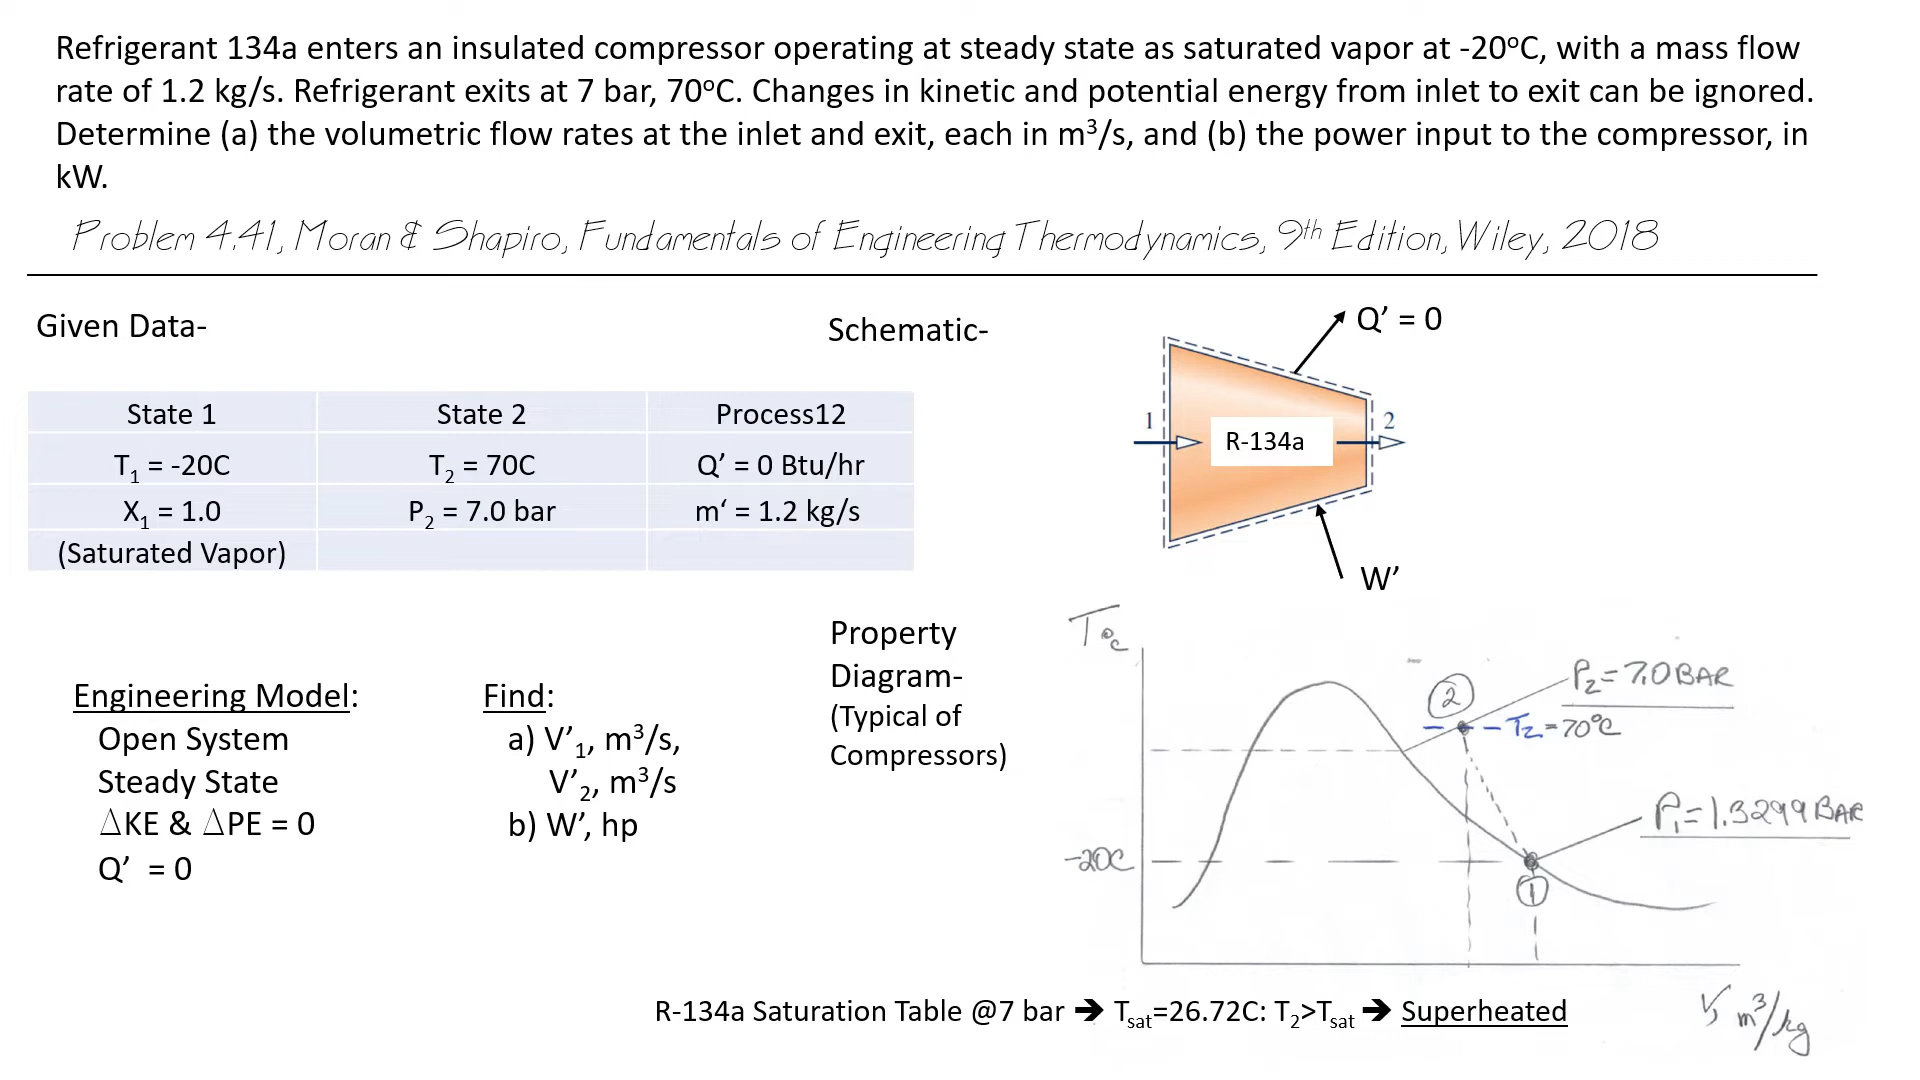 Refrigerant 134a enters an insulated compressor operating at steady state as saturated vapor at -20ºC, with a mass flow
rate of 1.2 kg/s. Refrigerant exits at 7 bar, 70ºC. Changes in kinetic and potential energy from inlet to exit can be ignored.
Determine (a) the volumetric flow rates at the inlet and exit, each in m³/s, and (b) the power input to the compressor, in
kW.
Problem 4.41, Moran & Shapiro, Fundamentals of Engineering Thermodynamics, 9th Edition, Wiley, 2018
Given Data-
State 1 State 2 Process12
T₁ = -20C T₂ = 70C Q’ = 0 Btu/hr
X₁ = 1.0 P₂ = 7.0 bar m‘ = 1.2 kg/s
(Saturated Vapor)
Schematic-
Q’ = 0
1
R-134a
2
W’
Engineering Model:
Open System
Steady State
△KE & △PE = 0
Q’ = 0
Find:
a) V’₁, m³/s,
V’₂, m³/s
b) W’, hp
Property
Diagram-
(Typical of
Compressors)
T °C
P₂=7.0 BAR
2
T₂=70°C
P₁=1.3299 BAR
-20C
1
V, m³/kg
R-134a Saturation Table @7 bar ➔ Tsat=26.72C: T₂>Tsat ➔ Superheated